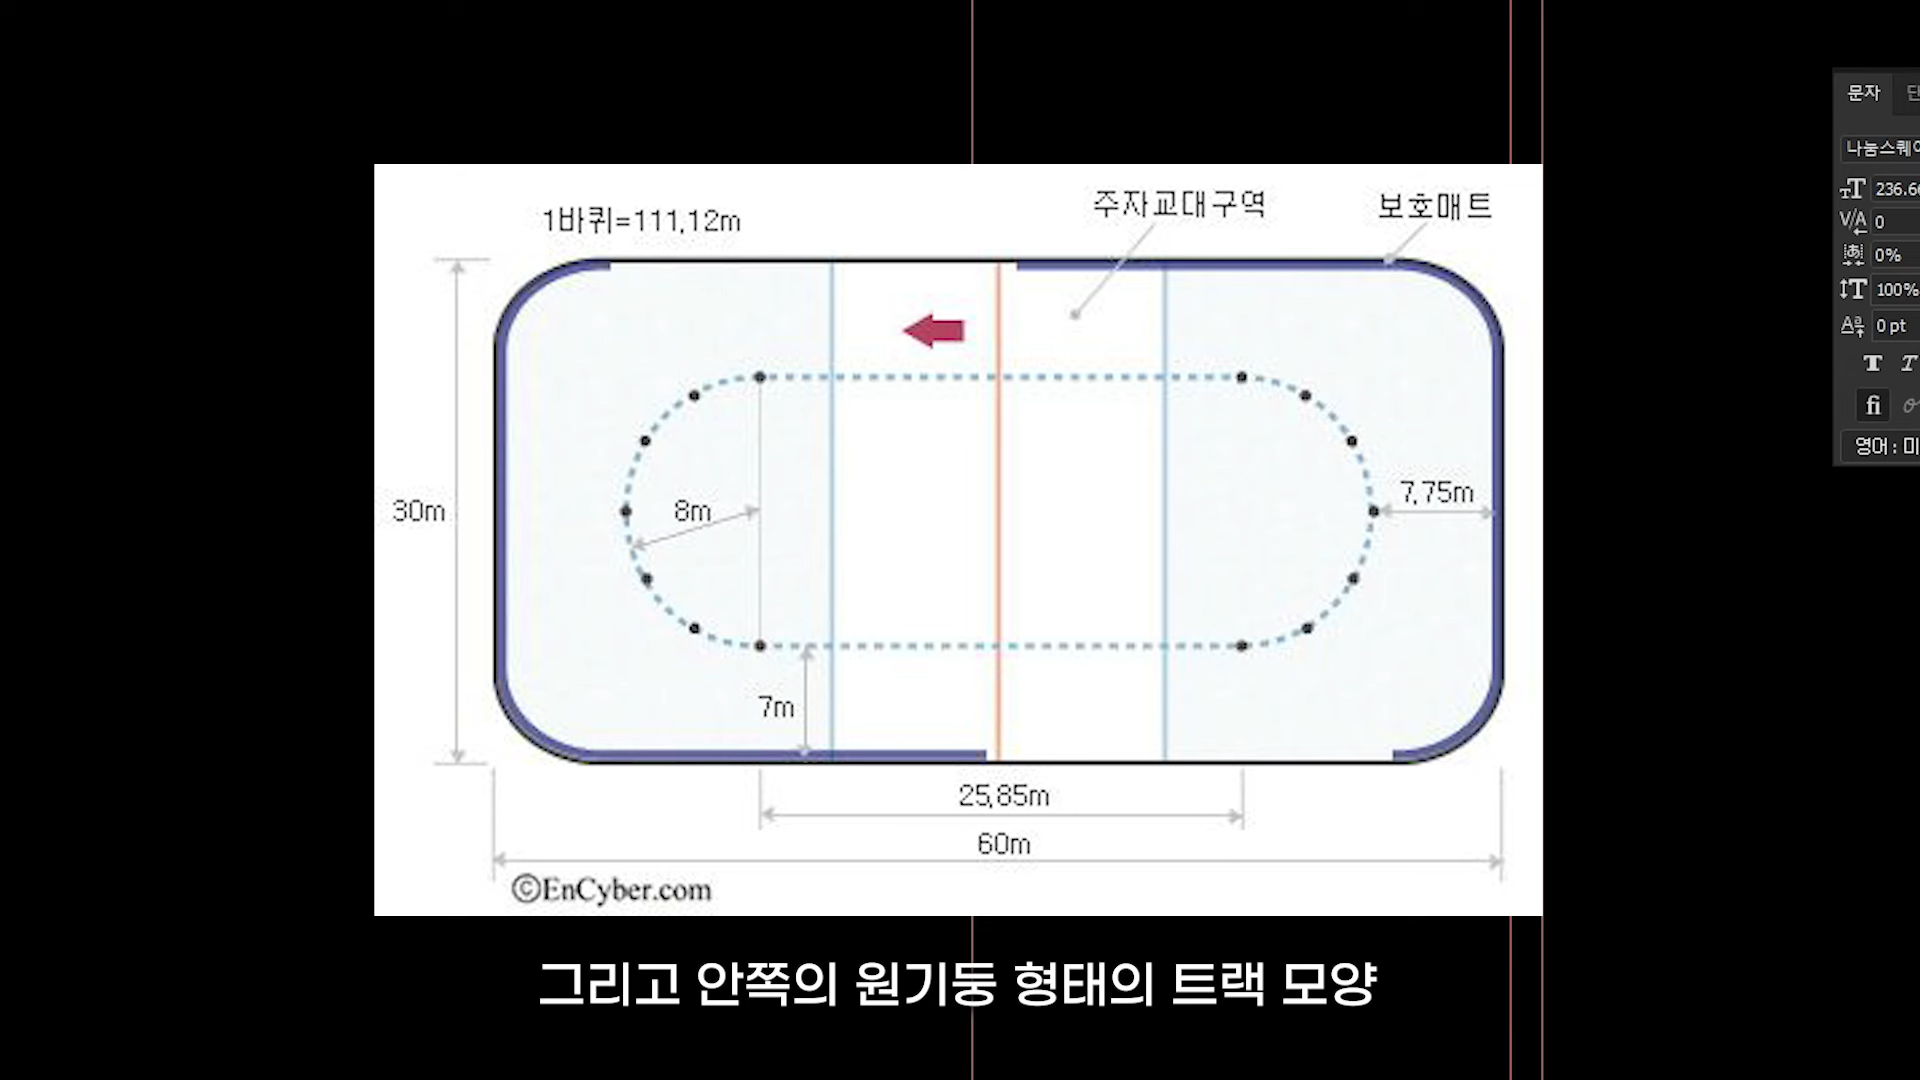 문자
나눔스퀘
236.6
0
0%
100%
0 pt
T T
fi
영어 : 미
1바퀴=111,12m
주자교대구역
보호매트
30m
8m
7,75m
7m
25,85m
60m
©EnCyber.com
그리고 안쪽의 원기둥 형태의 트랙 모양